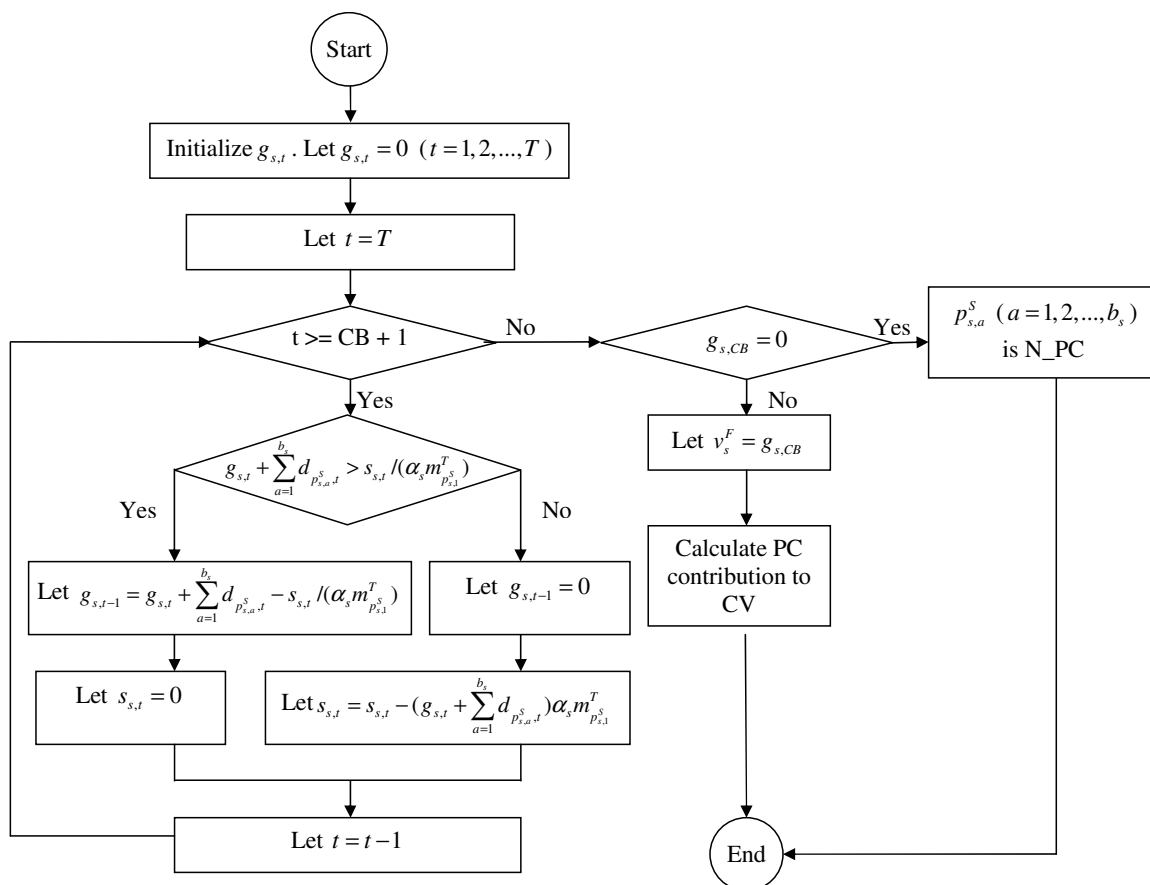 Start
Initialize g_{s,t} . Let g_{s,t} = 0 (t = 1, 2, ..., T )
Let t = T
t >= CB + 1
No
g_{s,CB} = 0
Yes
p^S_{s,a} (a = 1, 2, ..., b_s )
is N_PC
Yes
No
g_{s,t} + \sum_{a=1}^{b_s} d_{p^S_{s,a},t} > s_{s,t} /(α_s m^T_{p^S_{s,1}})
Let v^F_s = g_{s,CB}
Yes
No
Calculate PC
contribution to
CV
Let g_{s,t-1} = g_{s,t} + \sum_{a=1}^{b_s} d_{p^S_{s,a},t} − s_{s,t} /(α_s m^T_{p^S_{s,1}})
Let g_{s,t-1} = 0
Let s_{s,t} = 0
Let s_{s,t} = s_{s,t} − (g_{s,t} + \sum_{a=1}^{b_s} d_{p^S_{s,a},t})α_s m^T_{p^S_{s,1}}
Let t = t −1
End